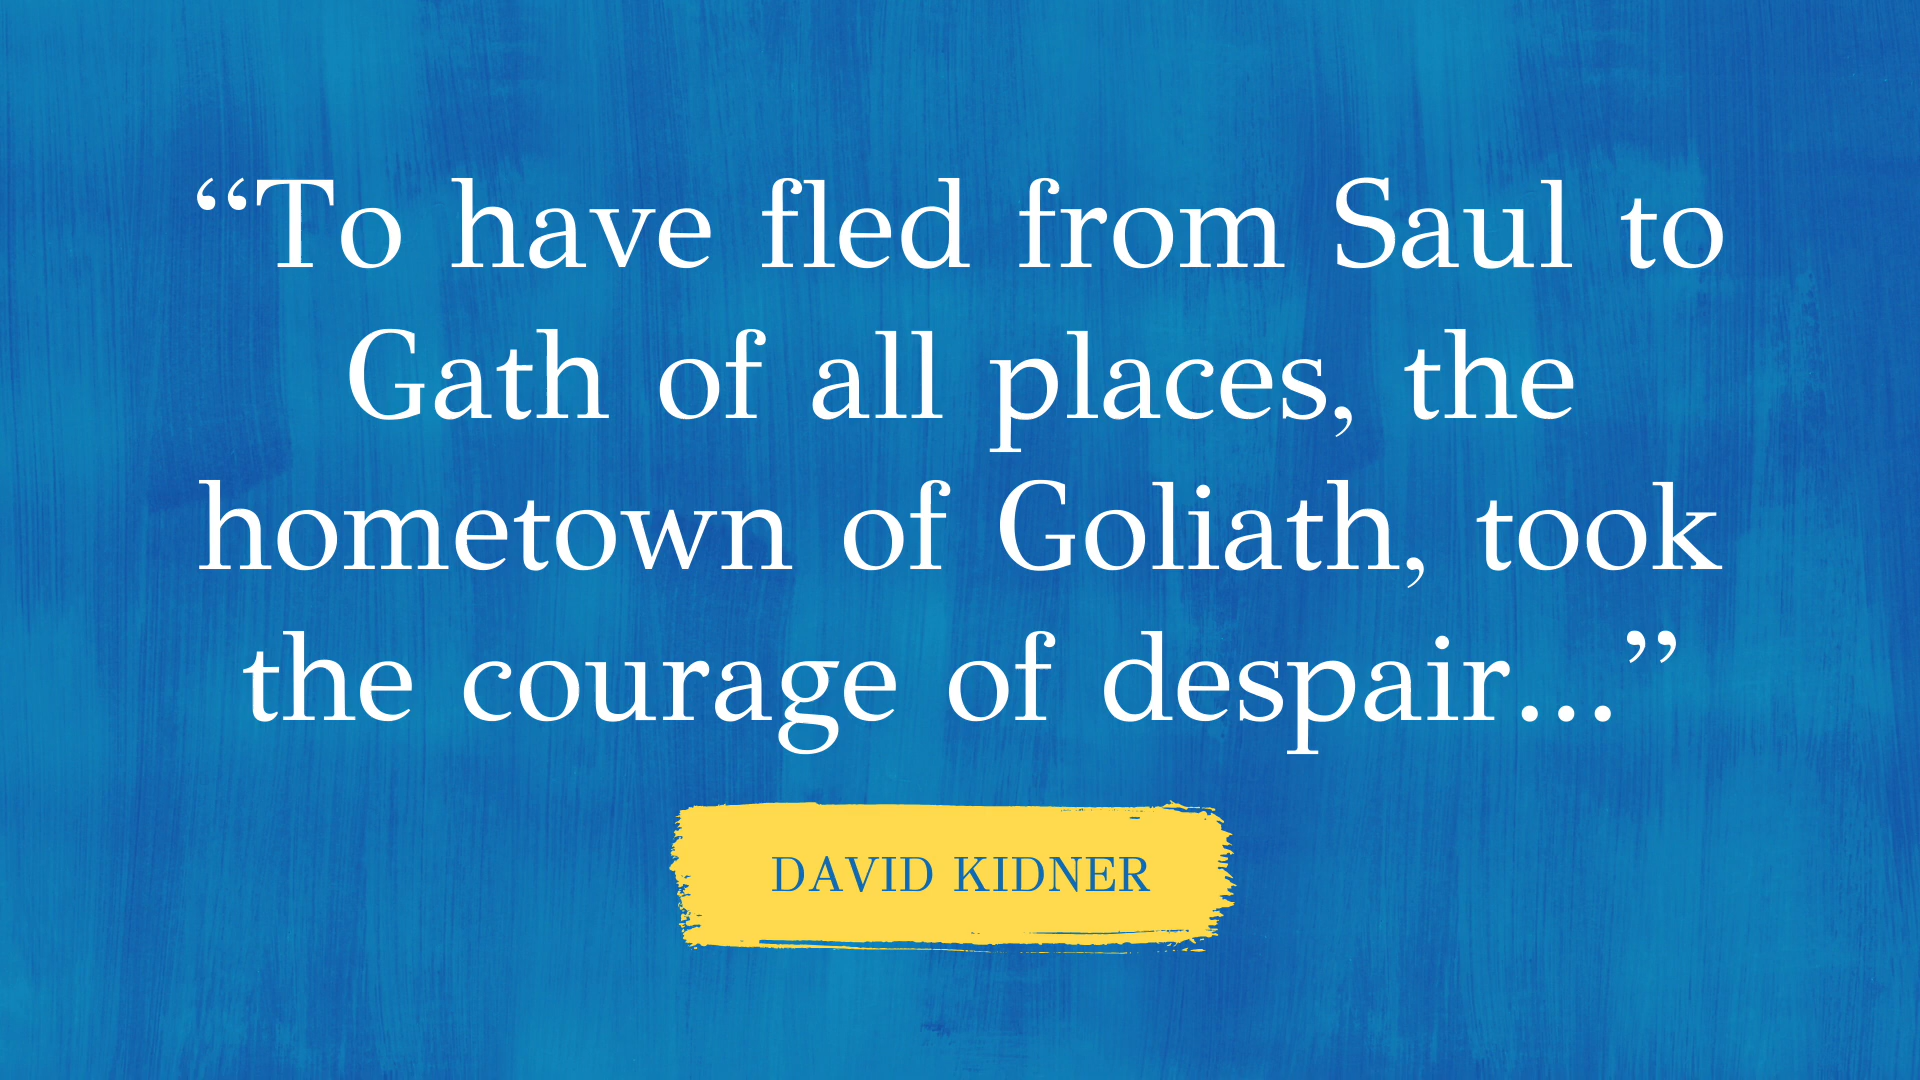 “To have fled from Saul to
Gath of all places, the
hometown of Goliath, took
the courage of despair...”
DAVID KIDNER